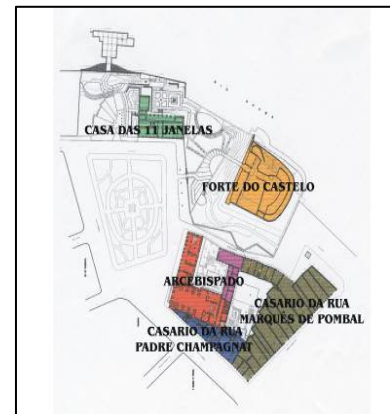 CASA DAS 11 JANELAS
FORTE DO CASTELO
ARCEBISPADO
CASARIO DA RUA
MARQUÊS DE POMBAL
CASARIO DA RUA
PADRE CHAMPAGNAT